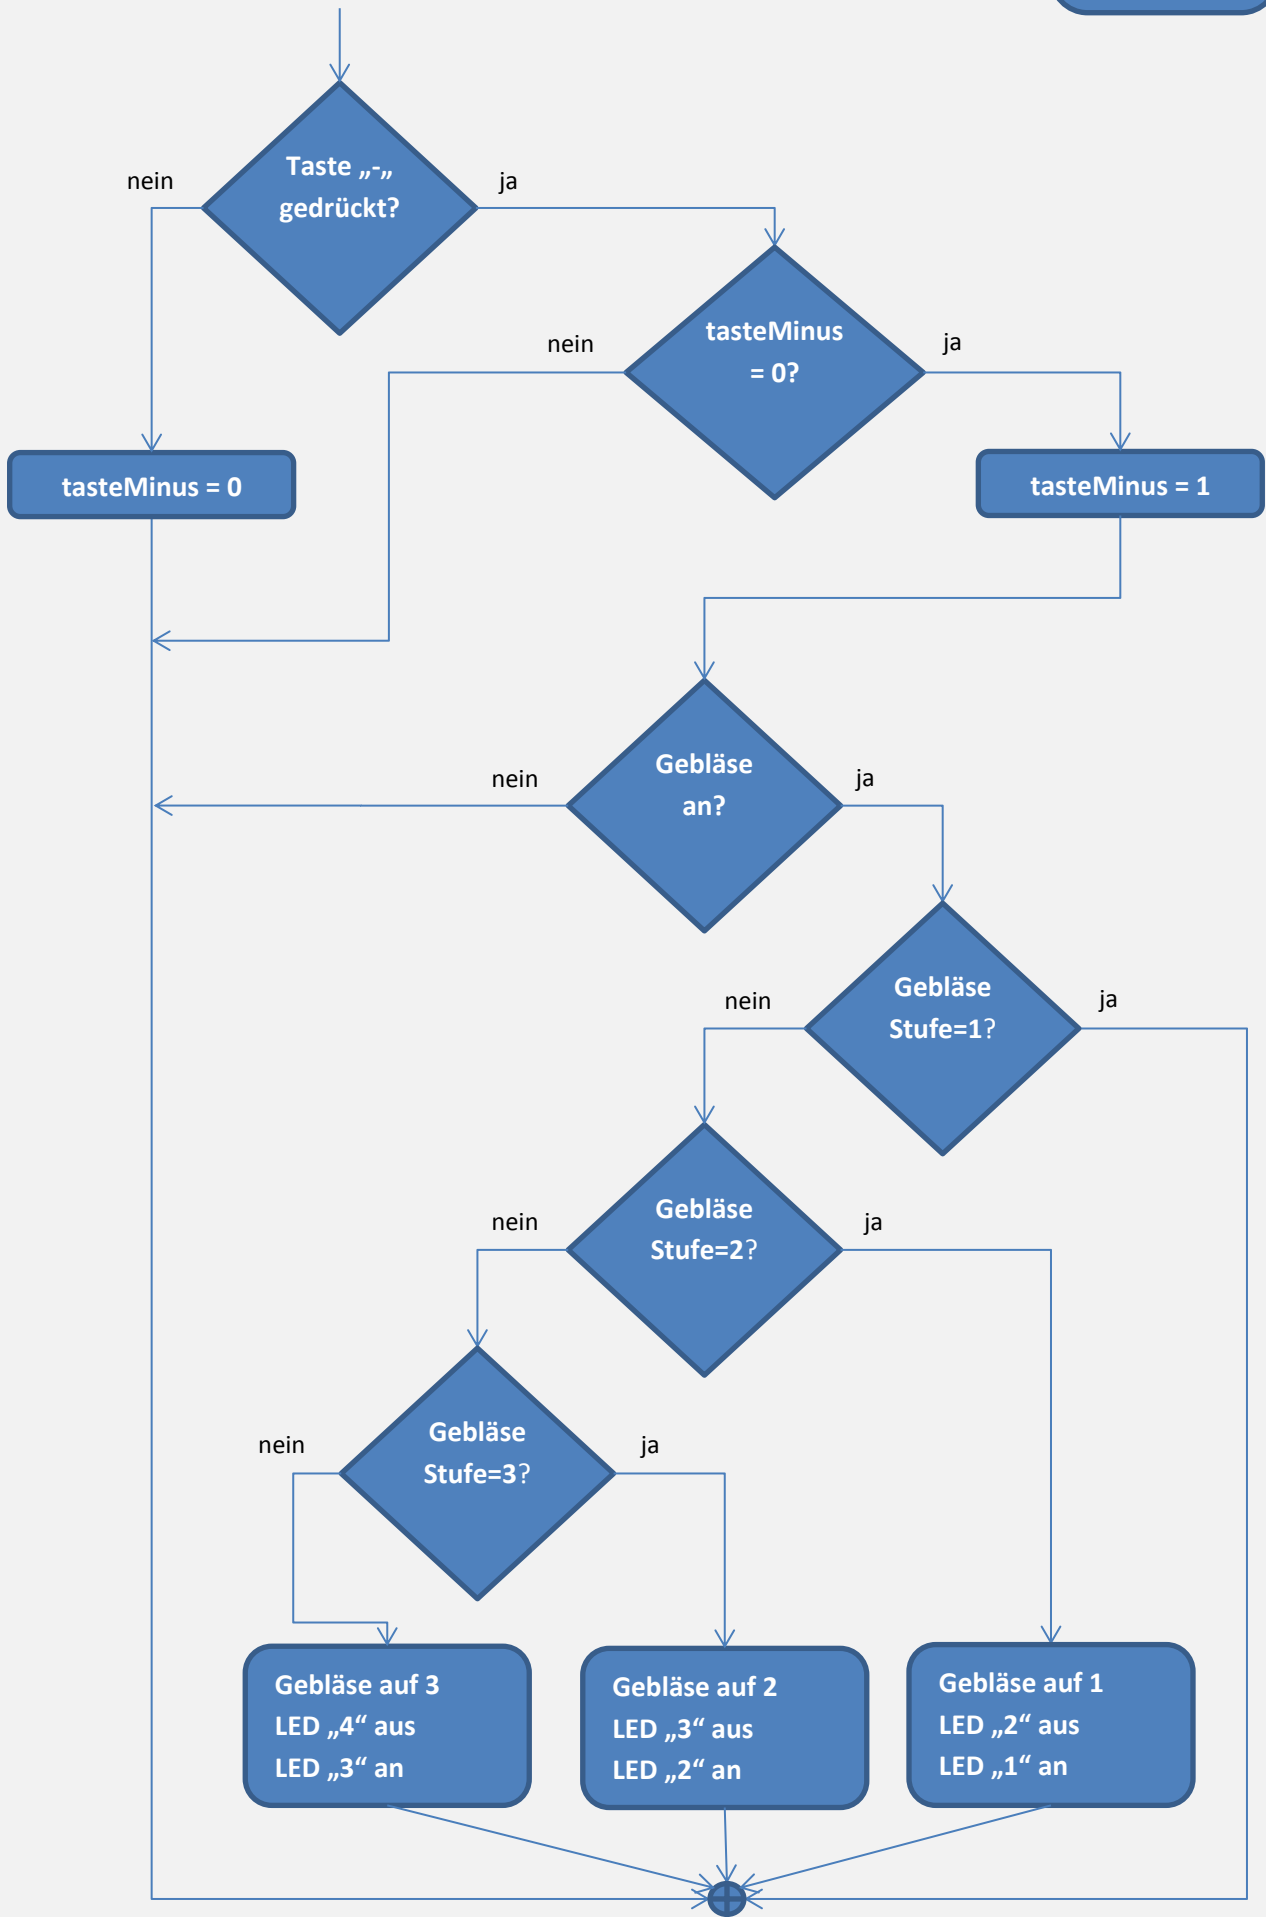 nein
Taste „-„
gedrückt?
ja
nein
tasteMinus
= 0?
ja
tasteMinus = 0
tasteMinus = 1
nein
Gebläse
an?
ja
nein
Gebläse
Stufe=1?
ja
nein
Gebläse
Stufe=2?
ja
nein
Gebläse
Stufe=3?
ja
Gebläse auf 3
LED „4“ aus
LED „3“ an
Gebläse auf 2
LED „3“ aus
LED „2“ an
Gebläse auf 1
LED „2“ aus
LED „1“ an